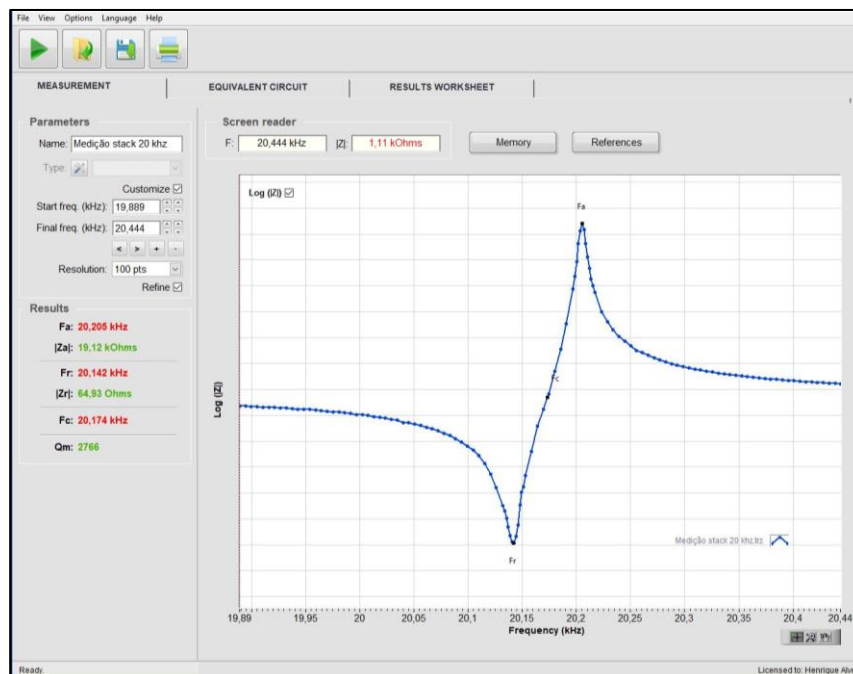 File View Options Language Help
MEASUREMENT EQUIVALENT CIRCUIT RESULTS WORKSHEET
Parameters
Name: Medição stack 20 khz
Type:
Customize
Start freq. (kHz): 19,889
Final freq. (kHz): 20,444
< > + -
Resolution: 100 pts
Refine
Results
Fa: 20,205 kHz
|Za|: 19,12 kOhms
Fr: 20,142 kHz
|Zr|: 64,93 Ohms
Fc: 20,174 kHz
Qm: 2766
Screen reader
F: 20,444 kHz |Z|: 1,11 kOhms
Memory References
Log (|Z|)
Fa
Fc
Fr
Log(|Z|)
Medição stack 20 khz.trz
19,89 19,95 20 20,05 20,1 20,15 20,2 20,25 20,3 20,35 20,4 20,44
Frequency (kHz)
Ready. Licensed to: Henrique Alve